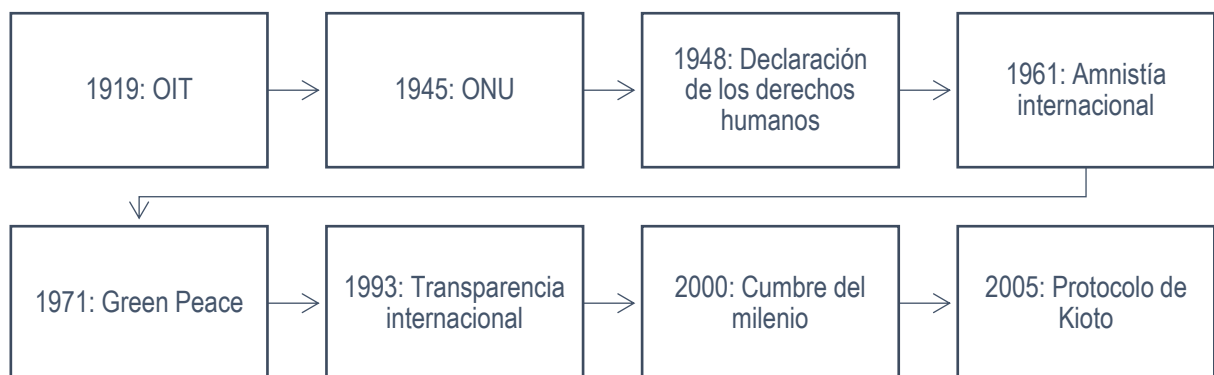 1919: OIT
1945: ONU
1948: Declaración
de los derechos
humanos
1961: Amnistía
internacional
1971: Green Peace
1993: Transparencia
internacional
2000: Cumbre del
milenio
2005: Protocolo de
Kioto